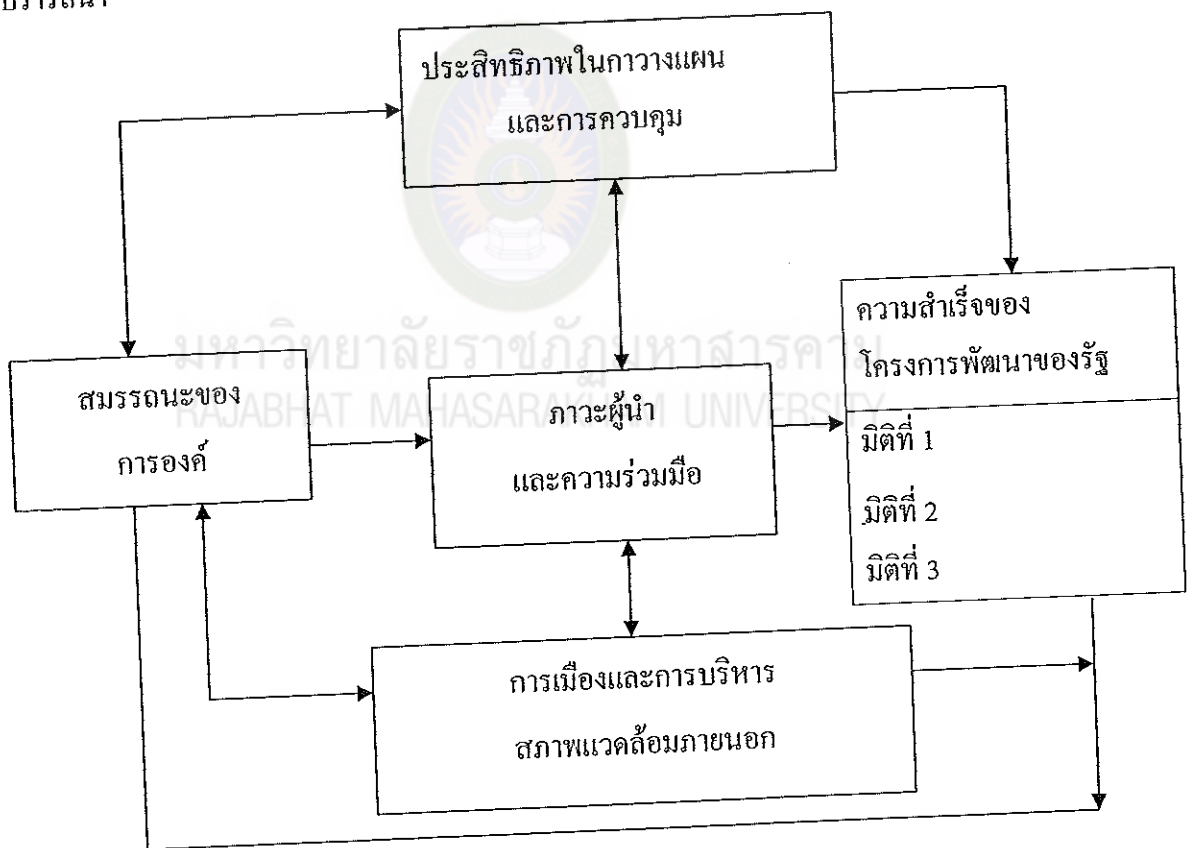 ประสิทธิภาพในกาวางแผน
และการควบคุม
ความสำเร็จของ
โครงการพัฒนาของรัฐ
มหาวิทยาลัยราชภัฏมหาสารคาม
RAJABHAT MAHASARAKHAM UNIVERSITY
สมรรถนะของ
การองค์
ภาวะผู้นำ
และความร่วมมือ
มิติที่ 1
มิติที่ 2
มิติที่ 3
การเมืองและการบริหาร
สภาพแวดล้อมภายนอก